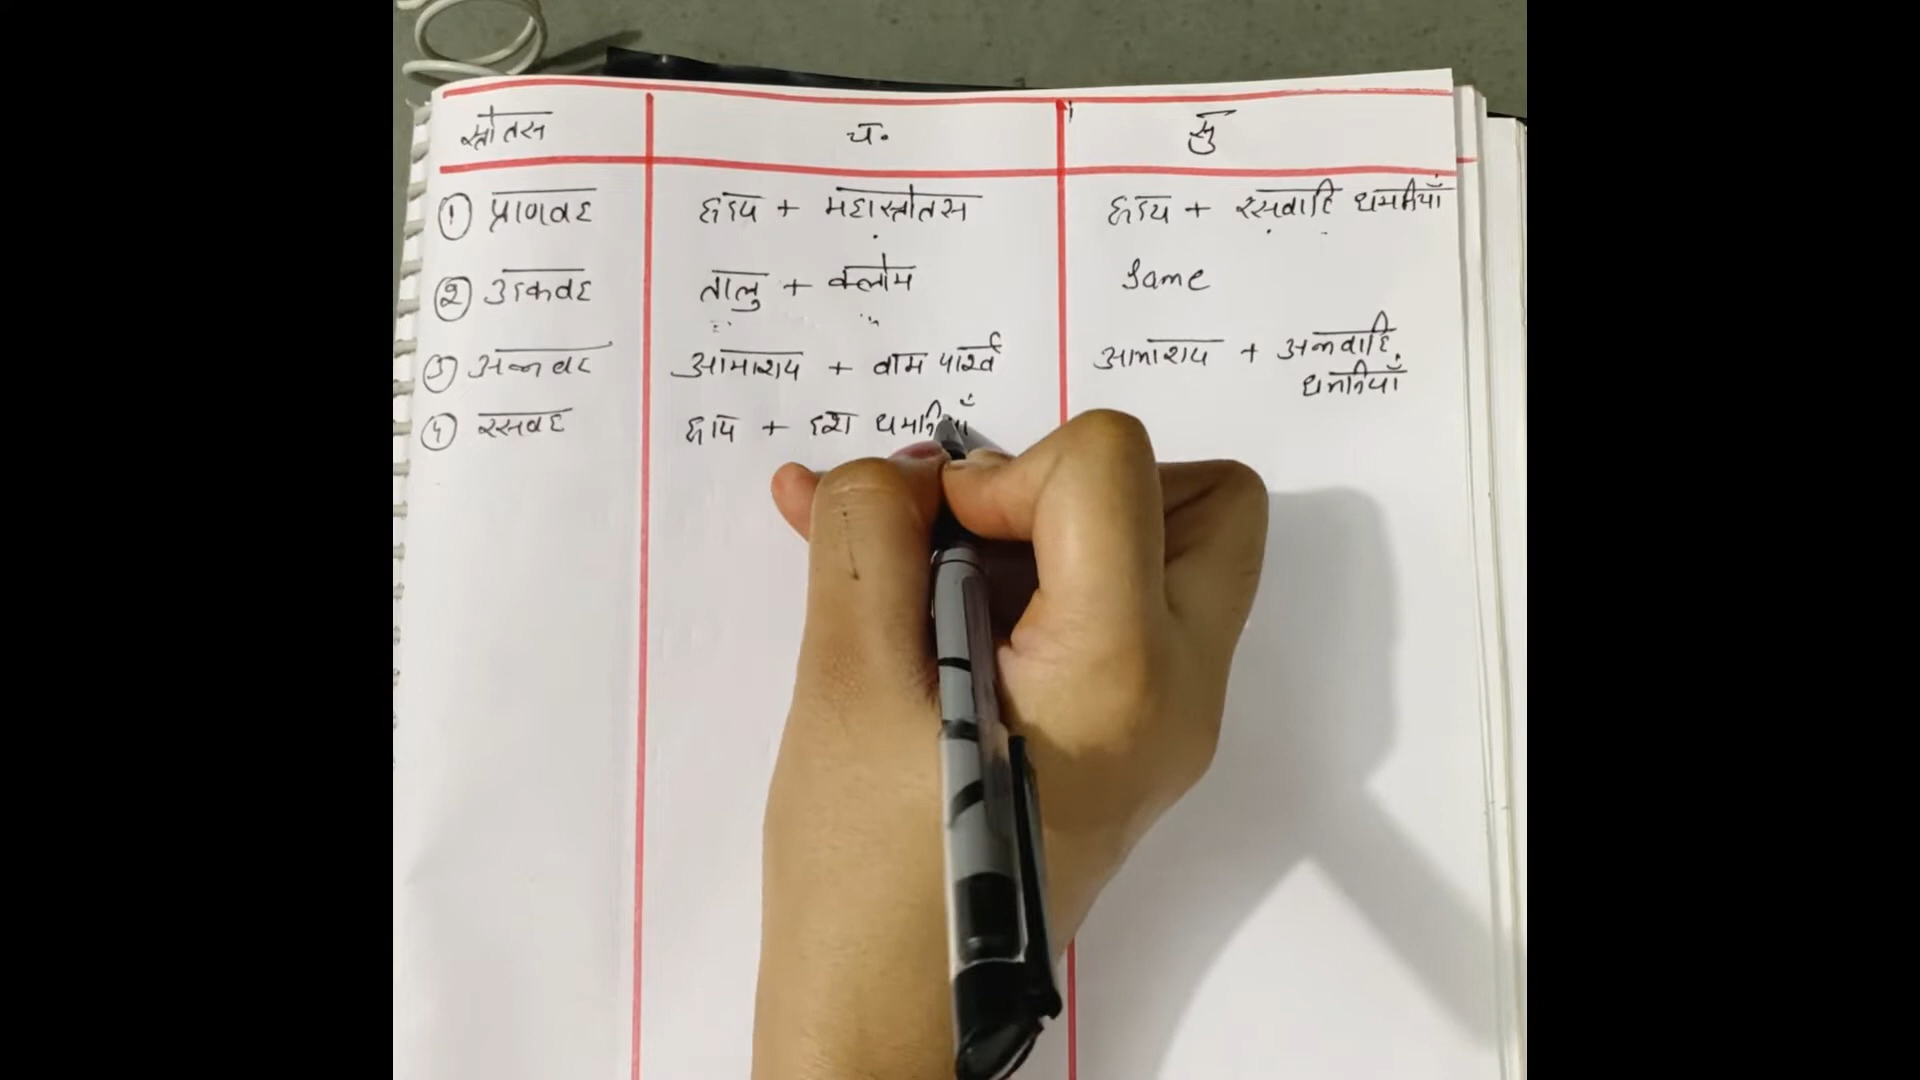 स्त्रोतस च. सु
① प्राणवह हृदय + महास्त्रोतस हृदय + रसवाहि धमनीयाँ
② उदकवह तालु + क्लोम Same
③ अन्नवह आमाशय + वाम पार्श्व आमाशय + अन्नवाहि
धमनियाँ
④ रसवह हृदय + दश धमनियाँ